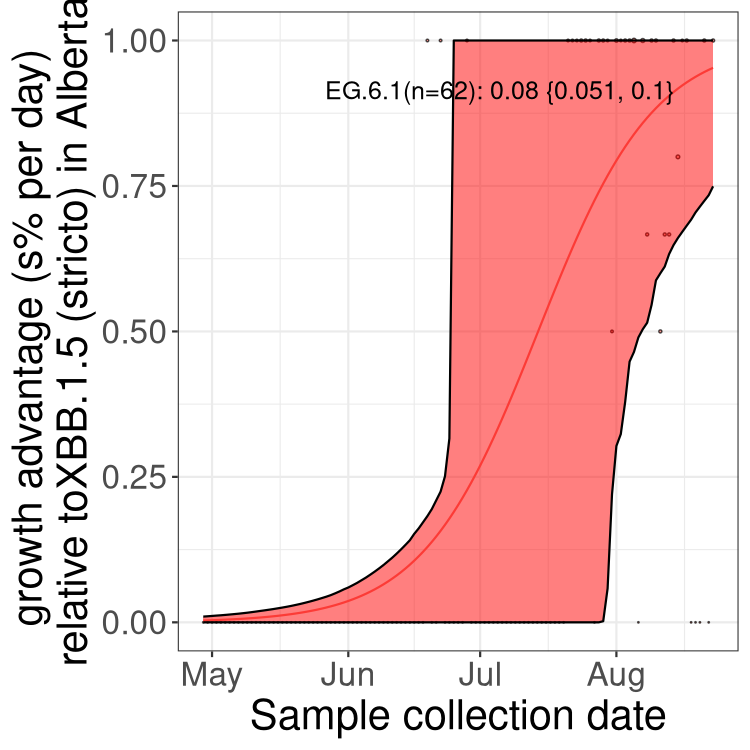 growth advantage (s% per day)
relative toXBB.1.5 (stricto) in Alberta
1.00
0.75
0.50
0.25
0.00
EG.6.1(n=62): 0.08 {0.051, 0.1}
May Jun Jul Aug
Sample collection date